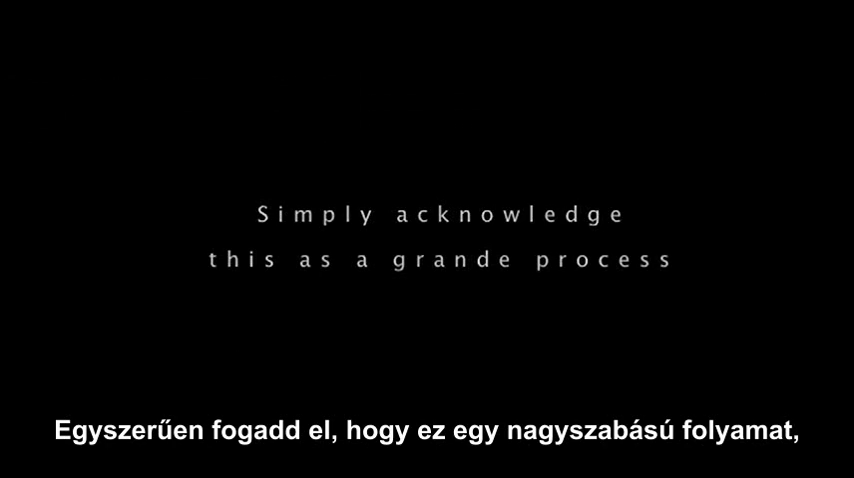 Simply acknowledge
this as a grande process
Egyszerűen fogadd el, hogy ez egy nagyszabású folyamat,